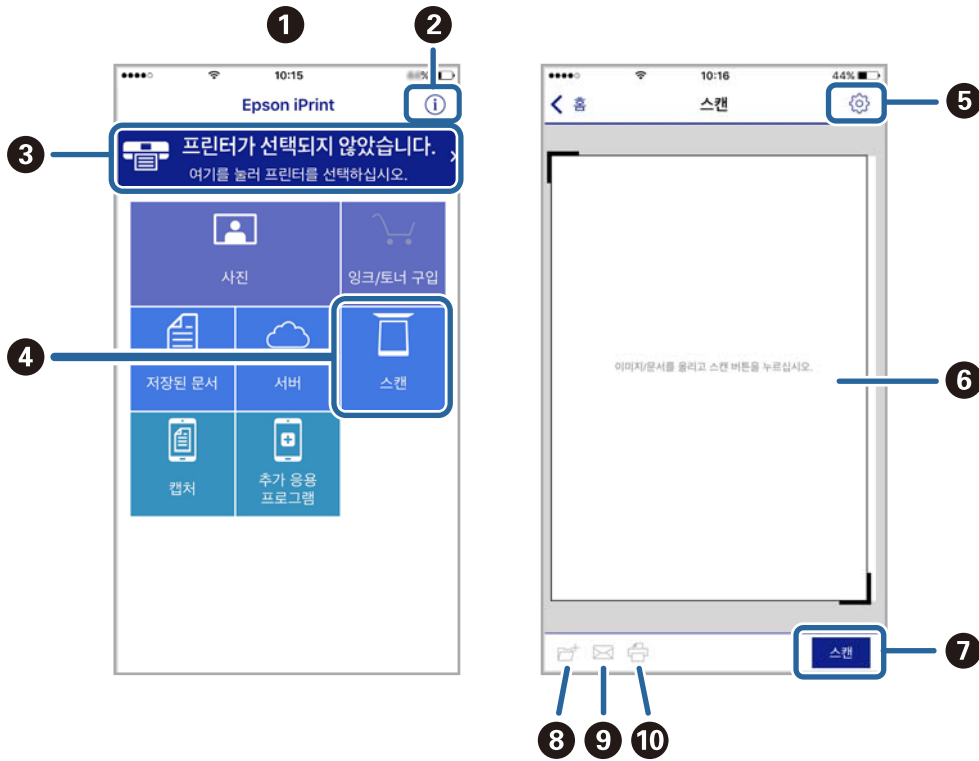 1
2
10:15
Epson iPrint
3
프린터가 선택되지 않았습니다.
여기를 눌러 프린터를 선택하십시오.
사진
잉크/토너 구입
4
저장된 문서
서버
스캔
캡처
추가 응용
프로그램
10:16
44%
홈
스캔
5
이미지/문서를 올리고 스캔 버튼을 누르십시오.
6
스캔
7
8
9
10